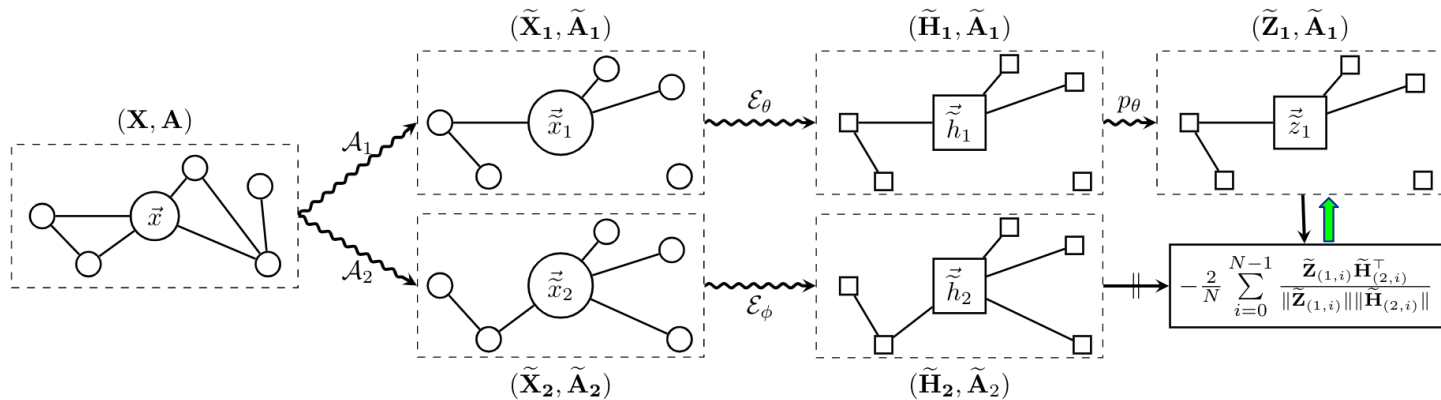 (X̃₁, Ã₁)
(H̃₁, Ã₁)
(Z̃₁, Ã₁)
(X, A)
x⃗
𝒜₁
𝒜₂
x̃⃗₁
ℰ_θ
h̃⃗₁
p_θ
z̃⃗₁
x̃⃗₂
ℰ_ϕ
h̃⃗₂
−2/N ∑_{i=0}^{N−1} Z̃_(1,i) H̃_(2,i)^⊤ / ‖Z̃_(1,i)‖‖H̃_(2,i)‖
(X̃₂, Ã₂)
(H̃₂, Ã₂)